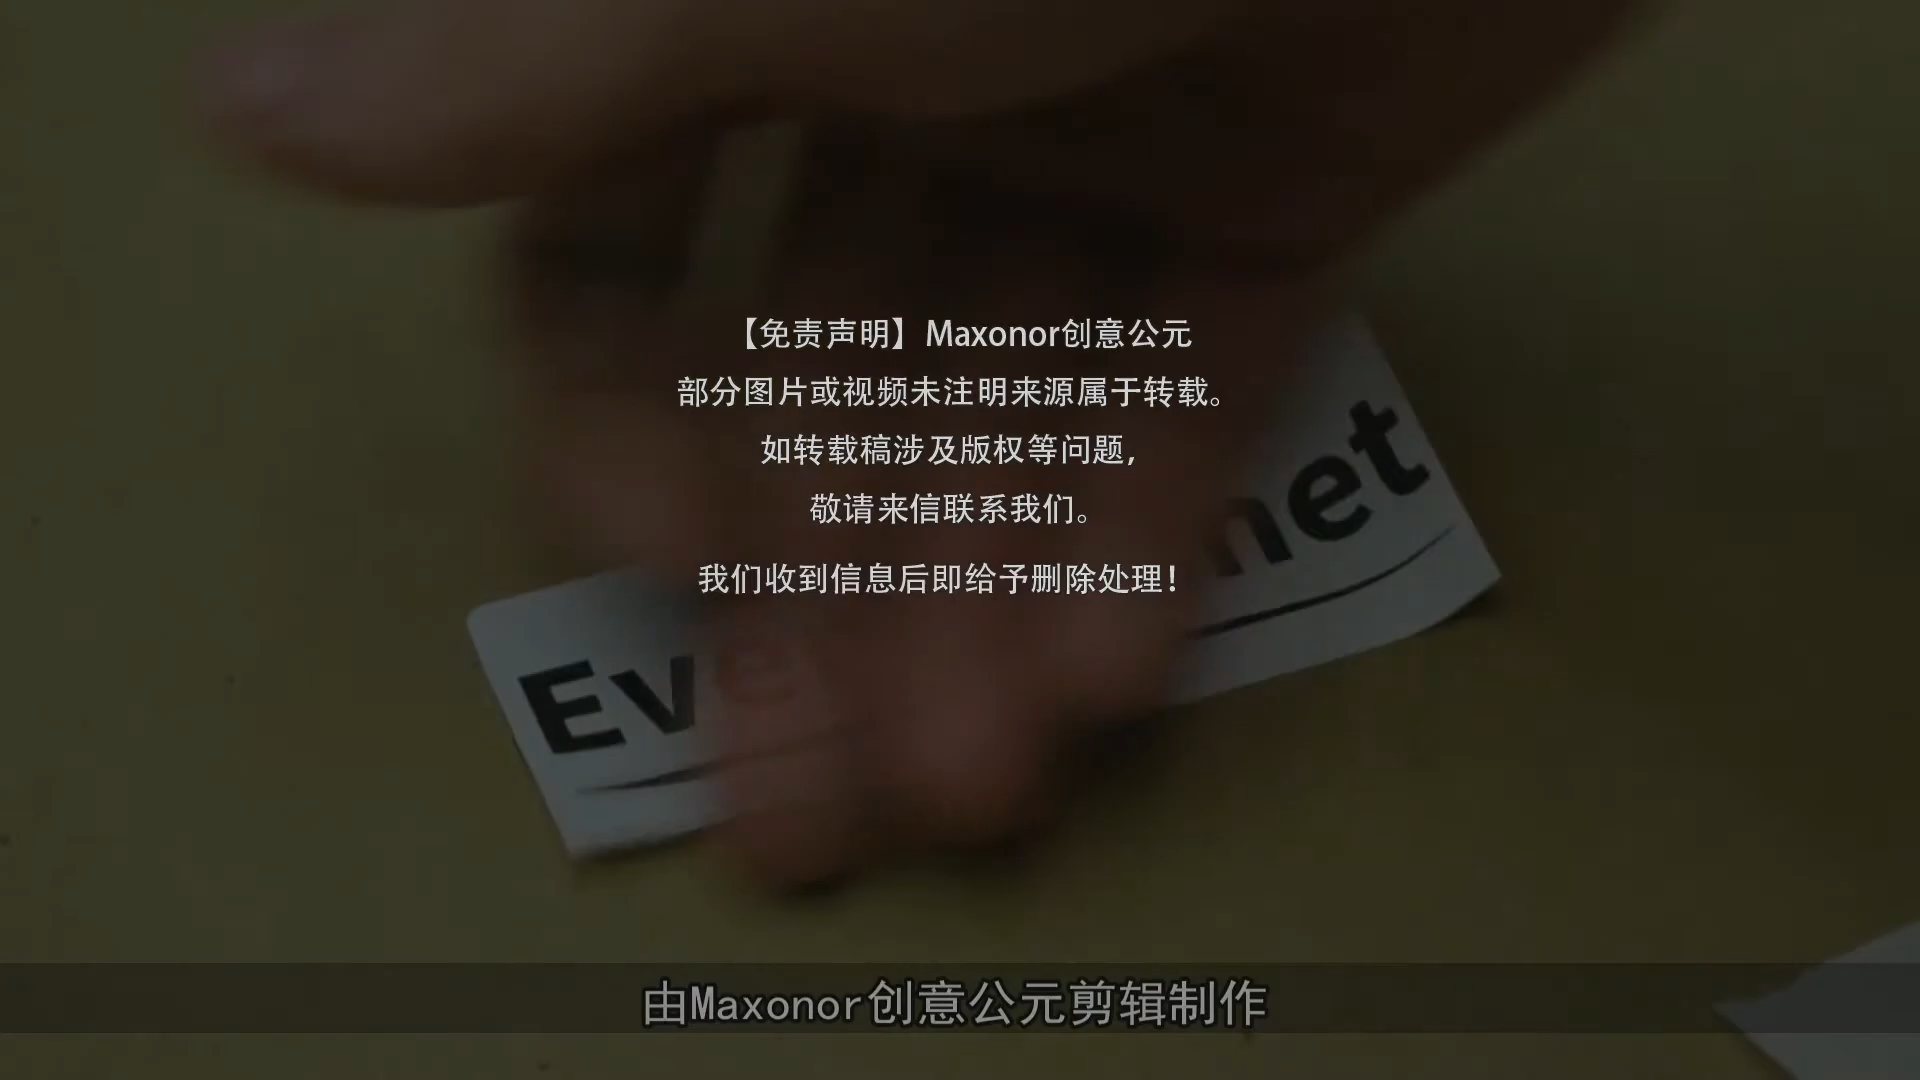 【免责声明】Maxonor创意公元
部分图片或视频未注明来源属于转载。
如转载稿涉及版权等问题，
敬请来信联系我们。
我们收到信息后即给予删除处理！
net
Eve
由Maxonor创意公元剪辑制作